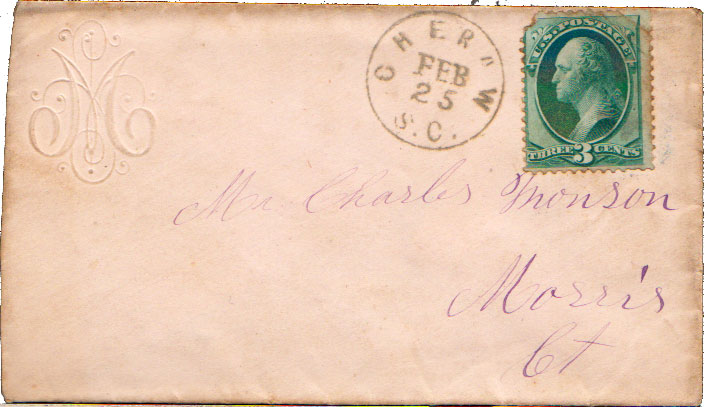 CHERAW
FEB
25
S.C.
U.S. POSTAGE
THREE 3 CENTS
Mr Charles Monson
Morris
Ct